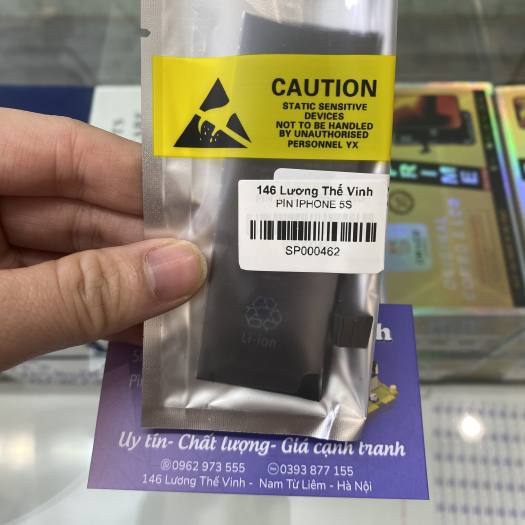 CAUTION
STATIC SENSITIVE
DEVICES
NOT TO BE HANDLED
BY UNAUTHORISED
PERSONNEL YX
146 Lương Thế Vinh
PIN IPHONE 5S
SP000462
Li-ion
Uy tín- Chất lượng- Giá cạnh tranh
0962 973 555
0393 877 155
146 Lương Thế Vinh - Nam Từ Liêm - Hà Nội